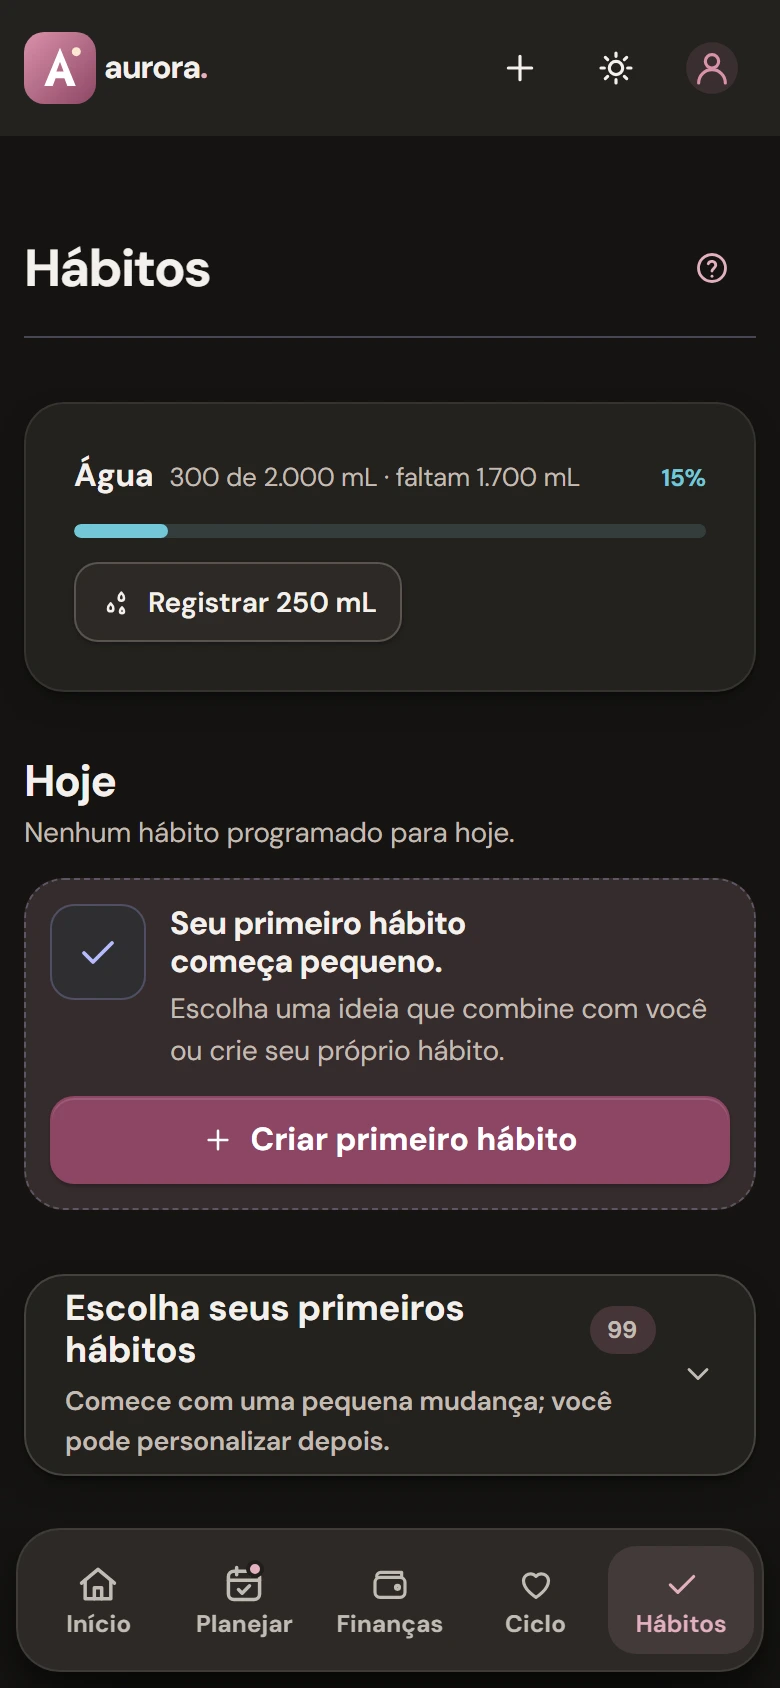 A
aurora.
Hábitos
Água 300 de 2.000 mL · faltam 1.700 mL 15%
Registrar 250 mL
Hoje
Nenhum hábito programado para hoje.
Seu primeiro hábito
começa pequeno.
Escolha uma ideia que combine com você
ou crie seu próprio hábito.
Criar primeiro hábito
Escolha seus primeiros
hábitos
99
Comece com uma pequena mudança; você
pode personalizar depois.
Início Planejar Finanças Ciclo Hábitos